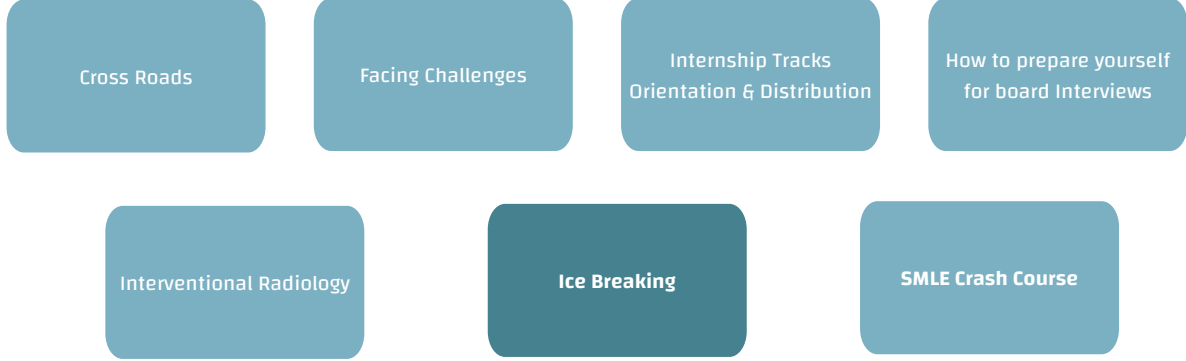 Cross Roads
Facing Challenges
Internship Tracks
Orientation & Distribution
How to prepare yourself
for board Interviews
Interventional Radiology
Ice Breaking
SMLE Crash Course